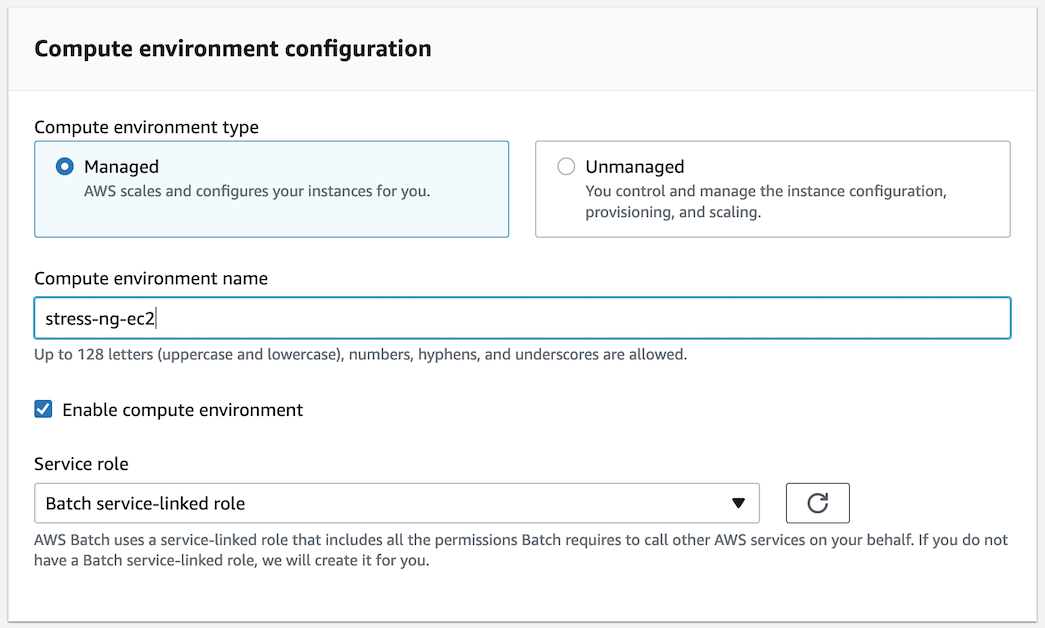 Compute environment configuration
Compute environment type
Managed
AWS scales and configures your instances for you.
Unmanaged
You control and manage the instance configuration,
provisioning, and scaling.
Compute environment name
stress-ng-ec2
Up to 128 letters (uppercase and lowercase), numbers, hyphens, and underscores are allowed.
Enable compute environment
Service role
Batch service-linked role
AWS Batch uses a service-linked role that includes all the permissions Batch requires to call other AWS services on your behalf. If you do not
have a Batch service-linked role, we will create it for you.